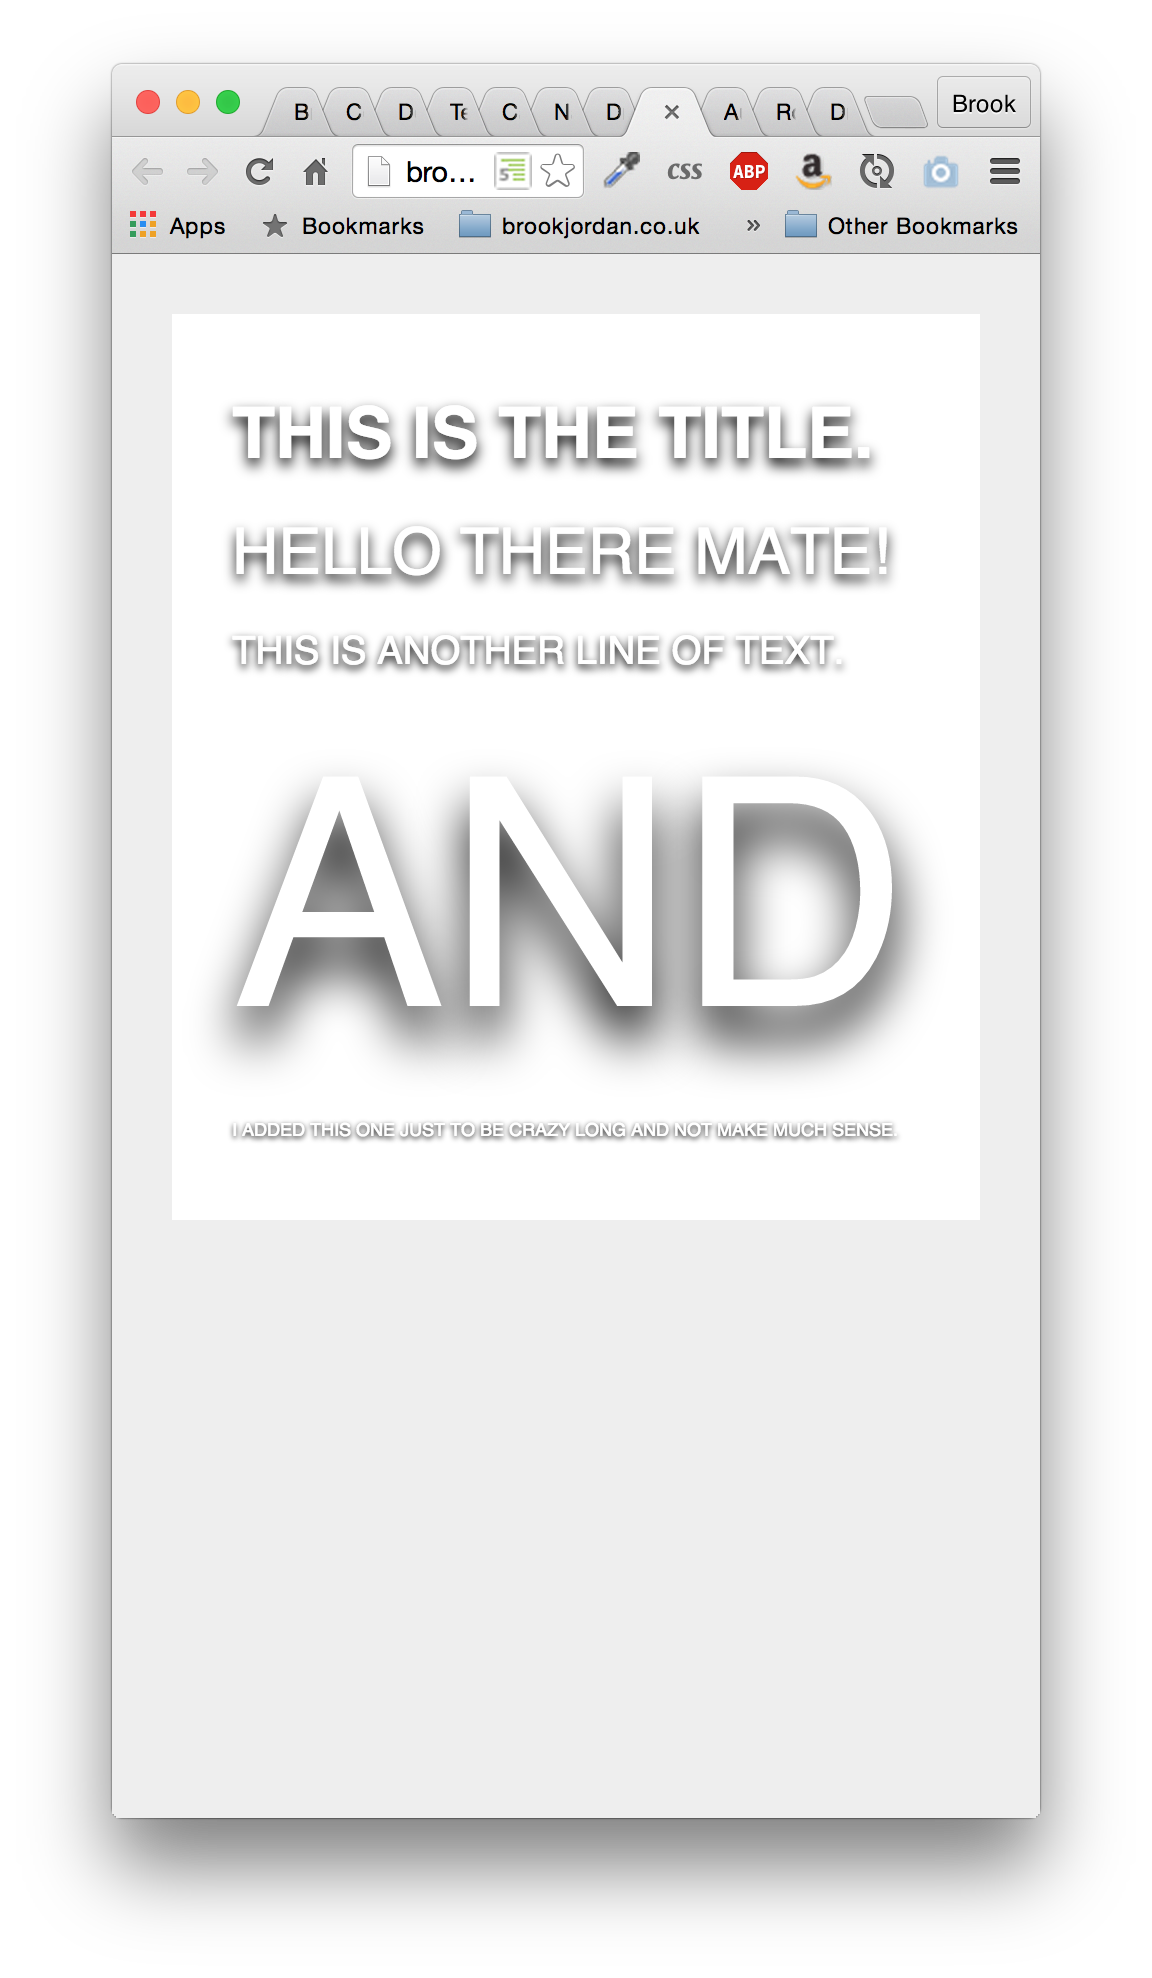 B C D Te C N D A R D Brook
bro... 5 css ABP a
Apps Bookmarks brookjordan.co.uk » Other Bookmarks
THIS IS THE TITLE.
HELLO THERE MATE!
THIS IS ANOTHER LINE OF TEXT.
AND
I ADDED THIS ONE JUST TO BE CRAZY LONG AND NOT MAKE MUCH SENSE.